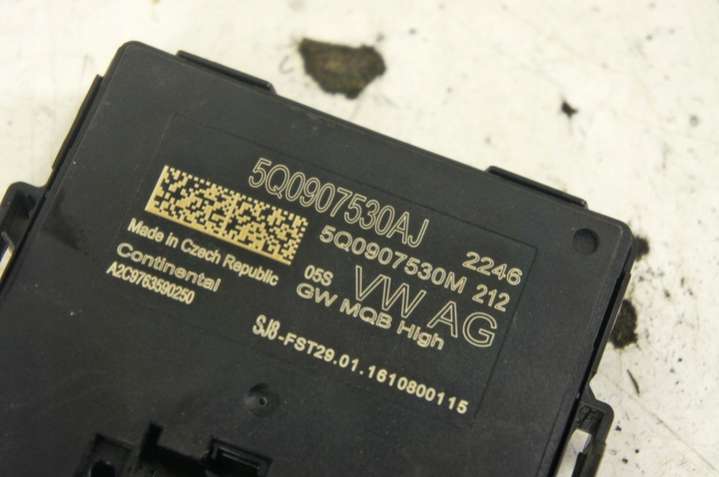 5Q0907530AJ
2246
5Q0907530M 212
05S VW AG
GW MQB High
Made in Czech Republic
Continental
A2C9763590250
SJ8-FST29.01.1610800115